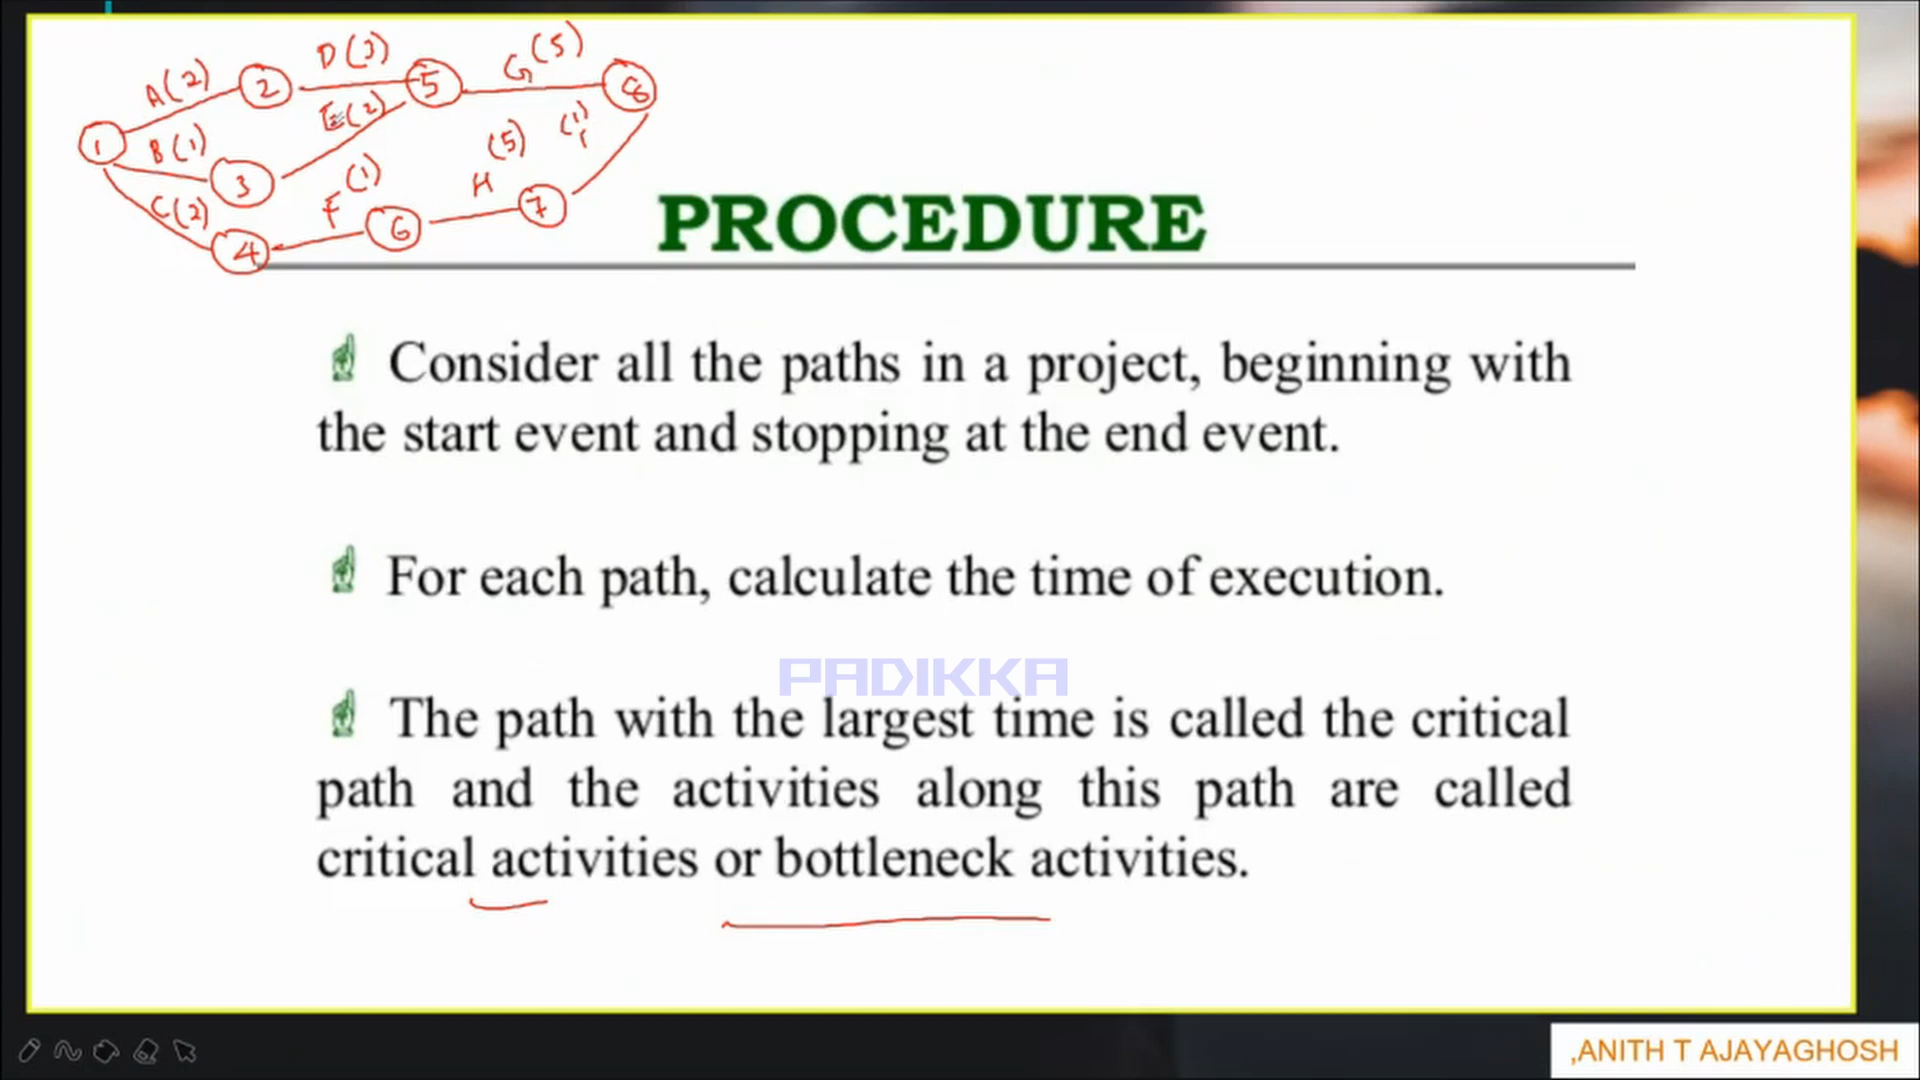 D(3)
G(5)
A(2)
2
5
8
E(2)
(1)
1
B(1)
(5)
3
(1)
H
C(2)
F
7
6
4
PROCEDURE
Consider all the paths in a project, beginning with
the start event and stopping at the end event.
For each path, calculate the time of execution.
PADIKKA
The path with the largest time is called the critical
path and the activities along this path are called
critical activities or bottleneck activities.
,ANITH T AJAYAGHOSH